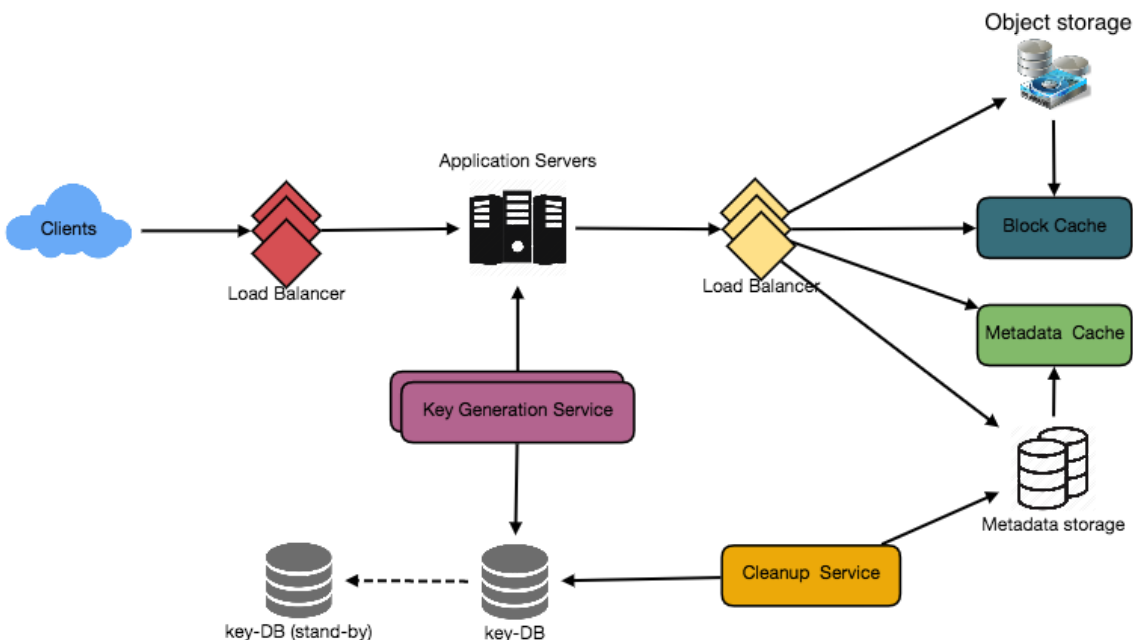 Object storage
Application Servers
Clients
Block Cache
Load Balancer
Load Balancer
Metadata Cache
Key Generation Service
Metadata storage
Cleanup Service
key-DB (stand-by)
key-DB